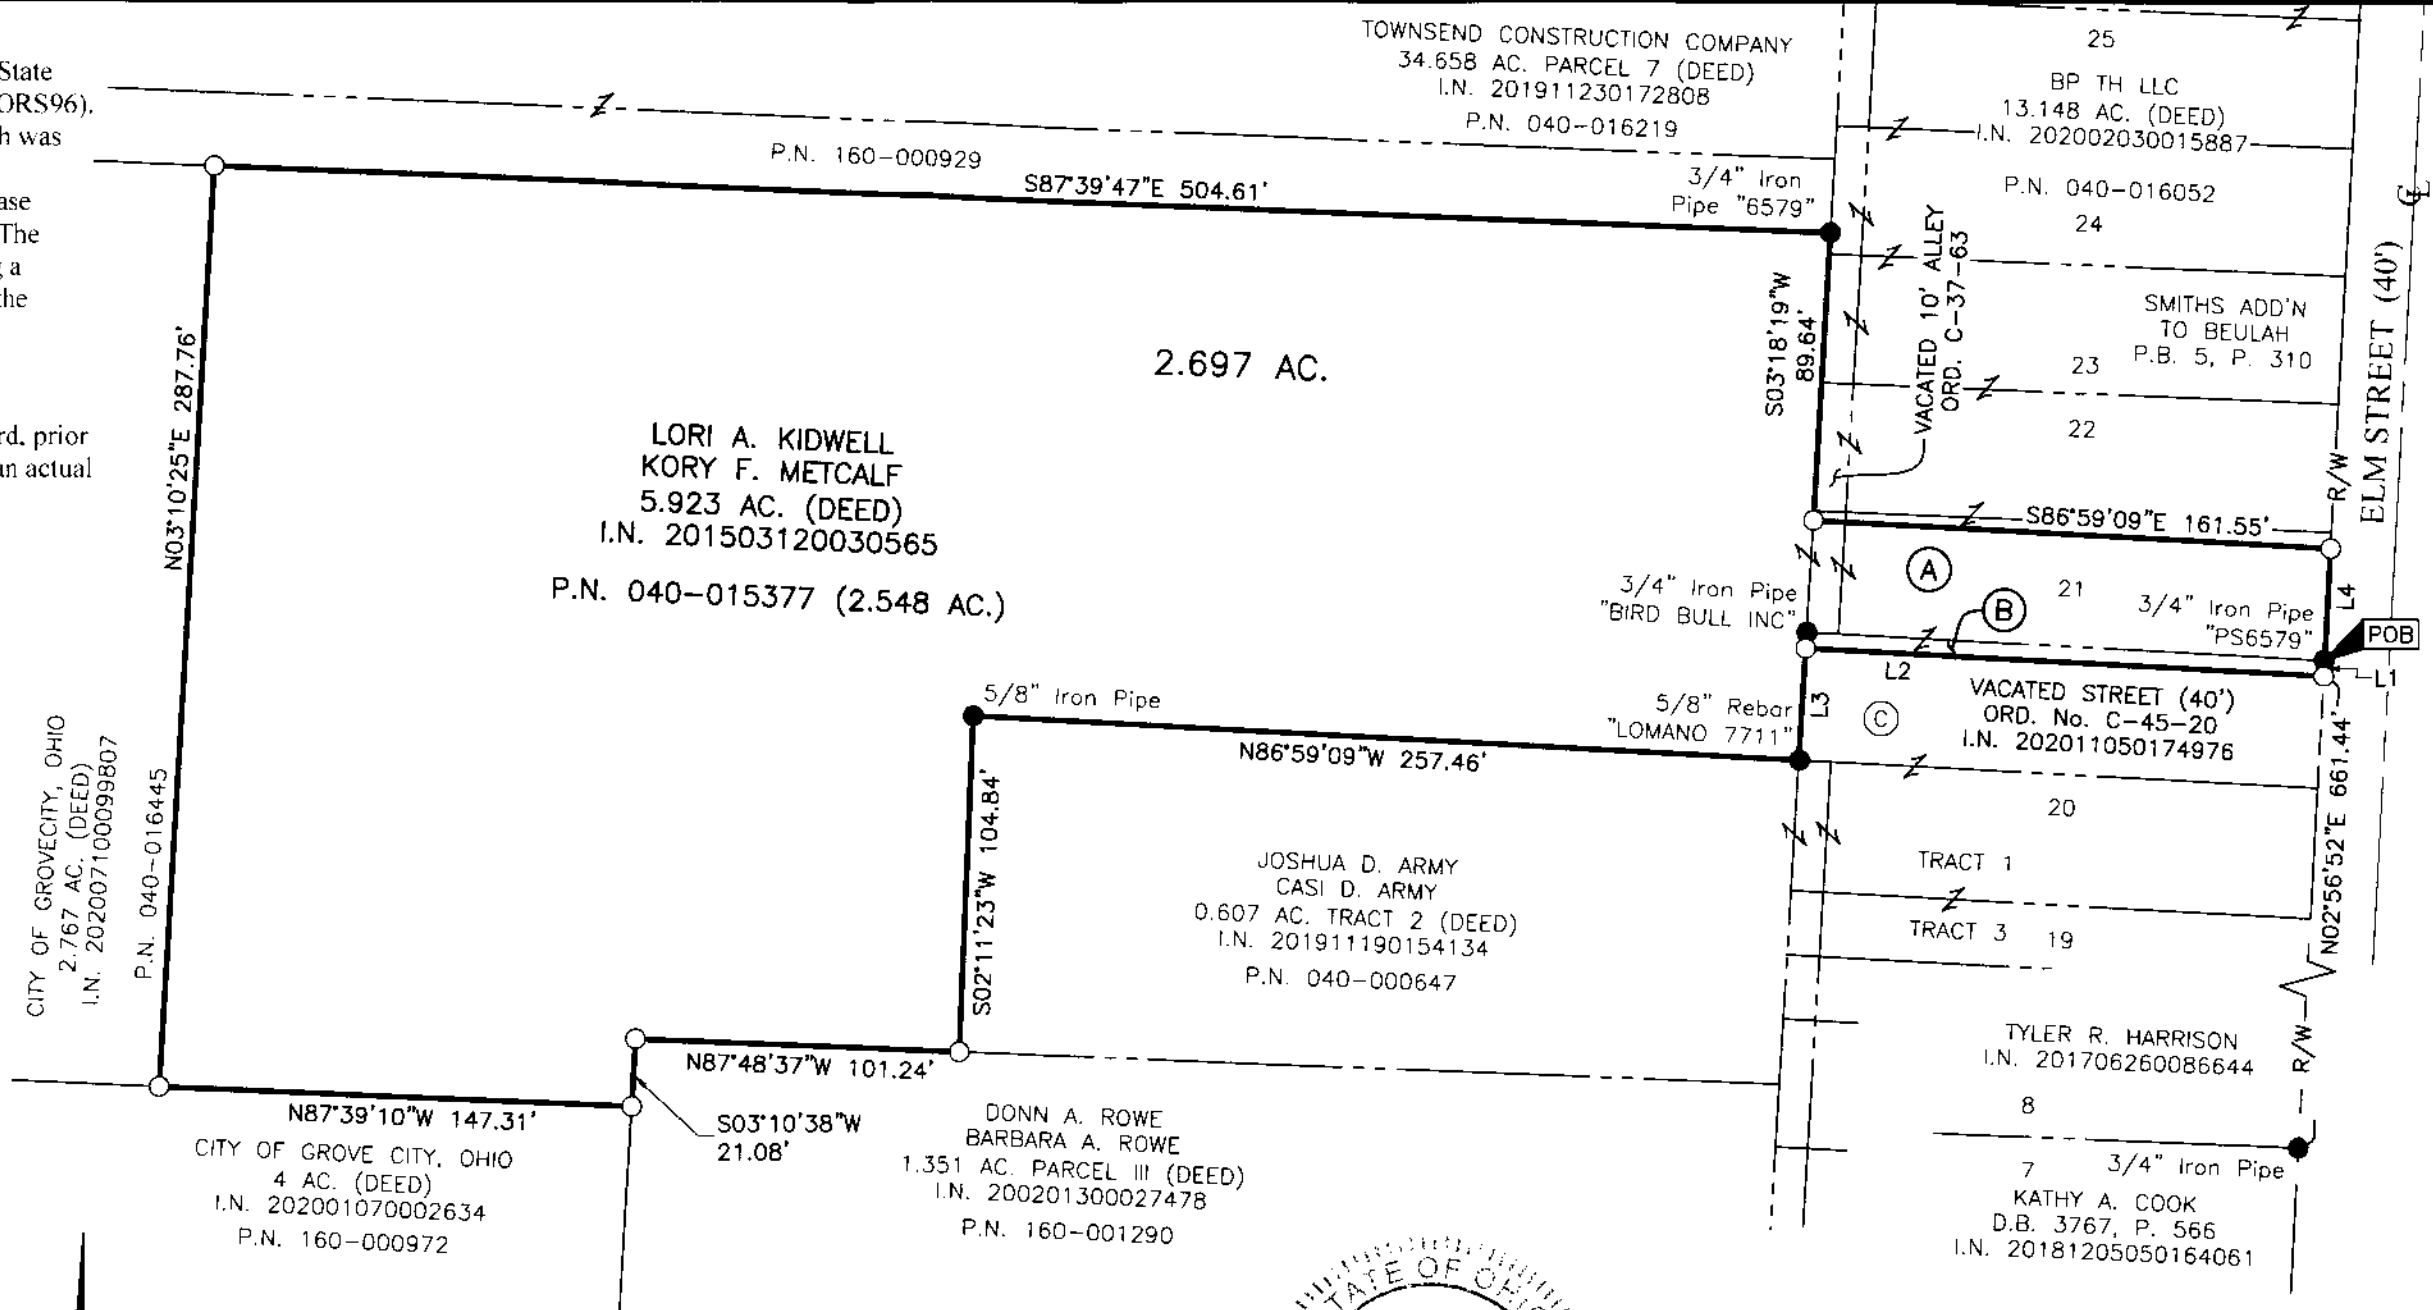 State
ORS96).
h was
ase
The
g a
the
rd. prior
an actual
TOWNSEND CONSTRUCTION COMPANY
34.658 AC. PARCEL 7 (DEED)
I.N. 201911230172808
P.N. 040-016219
25
BP TH LLC
13.148 AC. (DEED)
I.N. 202002030015887
P.N. 040-016052
24
P.N. 160-000929
S87°39'47"E 504.61'
3/4" Iron
Pipe "6579"
VACATED 10' ALLEY
ORD. C-37-63
SMITHS ADD'N
TO BEULAH
P.B. 5, P. 310
23
22
ELM STREET (40')
R/W
S03°18'19"W
89.64'
2.697 AC.
N03°10'25"E 287.76'
LORI A. KIDWELL
KORY F. METCALF
5.923 AC. (DEED)
I.N. 201503120030565
P.N. 040-015377 (2.548 AC.)
S86°59'09"E 161.55'
A
21
B
3/4" Iron Pipe
"BIRD BULL INC"
3/4" Iron Pipe
"PS6579"
L4
POB
L1
L2
L3
5/8" Iron Pipe
5/8" Rebar
"LOMANO 7711"
C
VACATED STREET (40')
ORD. No. C-45-20
I.N. 202011050174976
N86°59'09"W 257.46'
S02°11'23"W 104.84'
20
N02°56'52"E 661.44'
CITY OF GROVECITY, OHIO
2.767 AC. (DEED)
I.N. 202007100099807
P.N. 040-016445
JOSHUA D. ARMY
CASI D. ARMY
0.607 AC. TRACT 2 (DEED)
I.N. 201911190154134
P.N. 040-000647
TRACT 1
TRACT 3 19
N87°48'37"W 101.24'
N87°39'10"W 147.31'
S03°10'38"W
21.08'
CITY OF GROVE CITY, OHIO
4 AC. (DEED)
I.N. 202001070002634
P.N. 160-000972
DONN A. ROWE
BARBARA A. ROWE
1.351 AC. PARCEL III (DEED)
I.N. 200201300027478
P.N. 160-001290
TYLER R. HARRISON
I.N. 201706260086644
R/W
8
7
3/4" Iron Pipe
KATHY A. COOK
D.B. 3767, P. 566
I.N. 201812050050164061
STATE OF OHIO